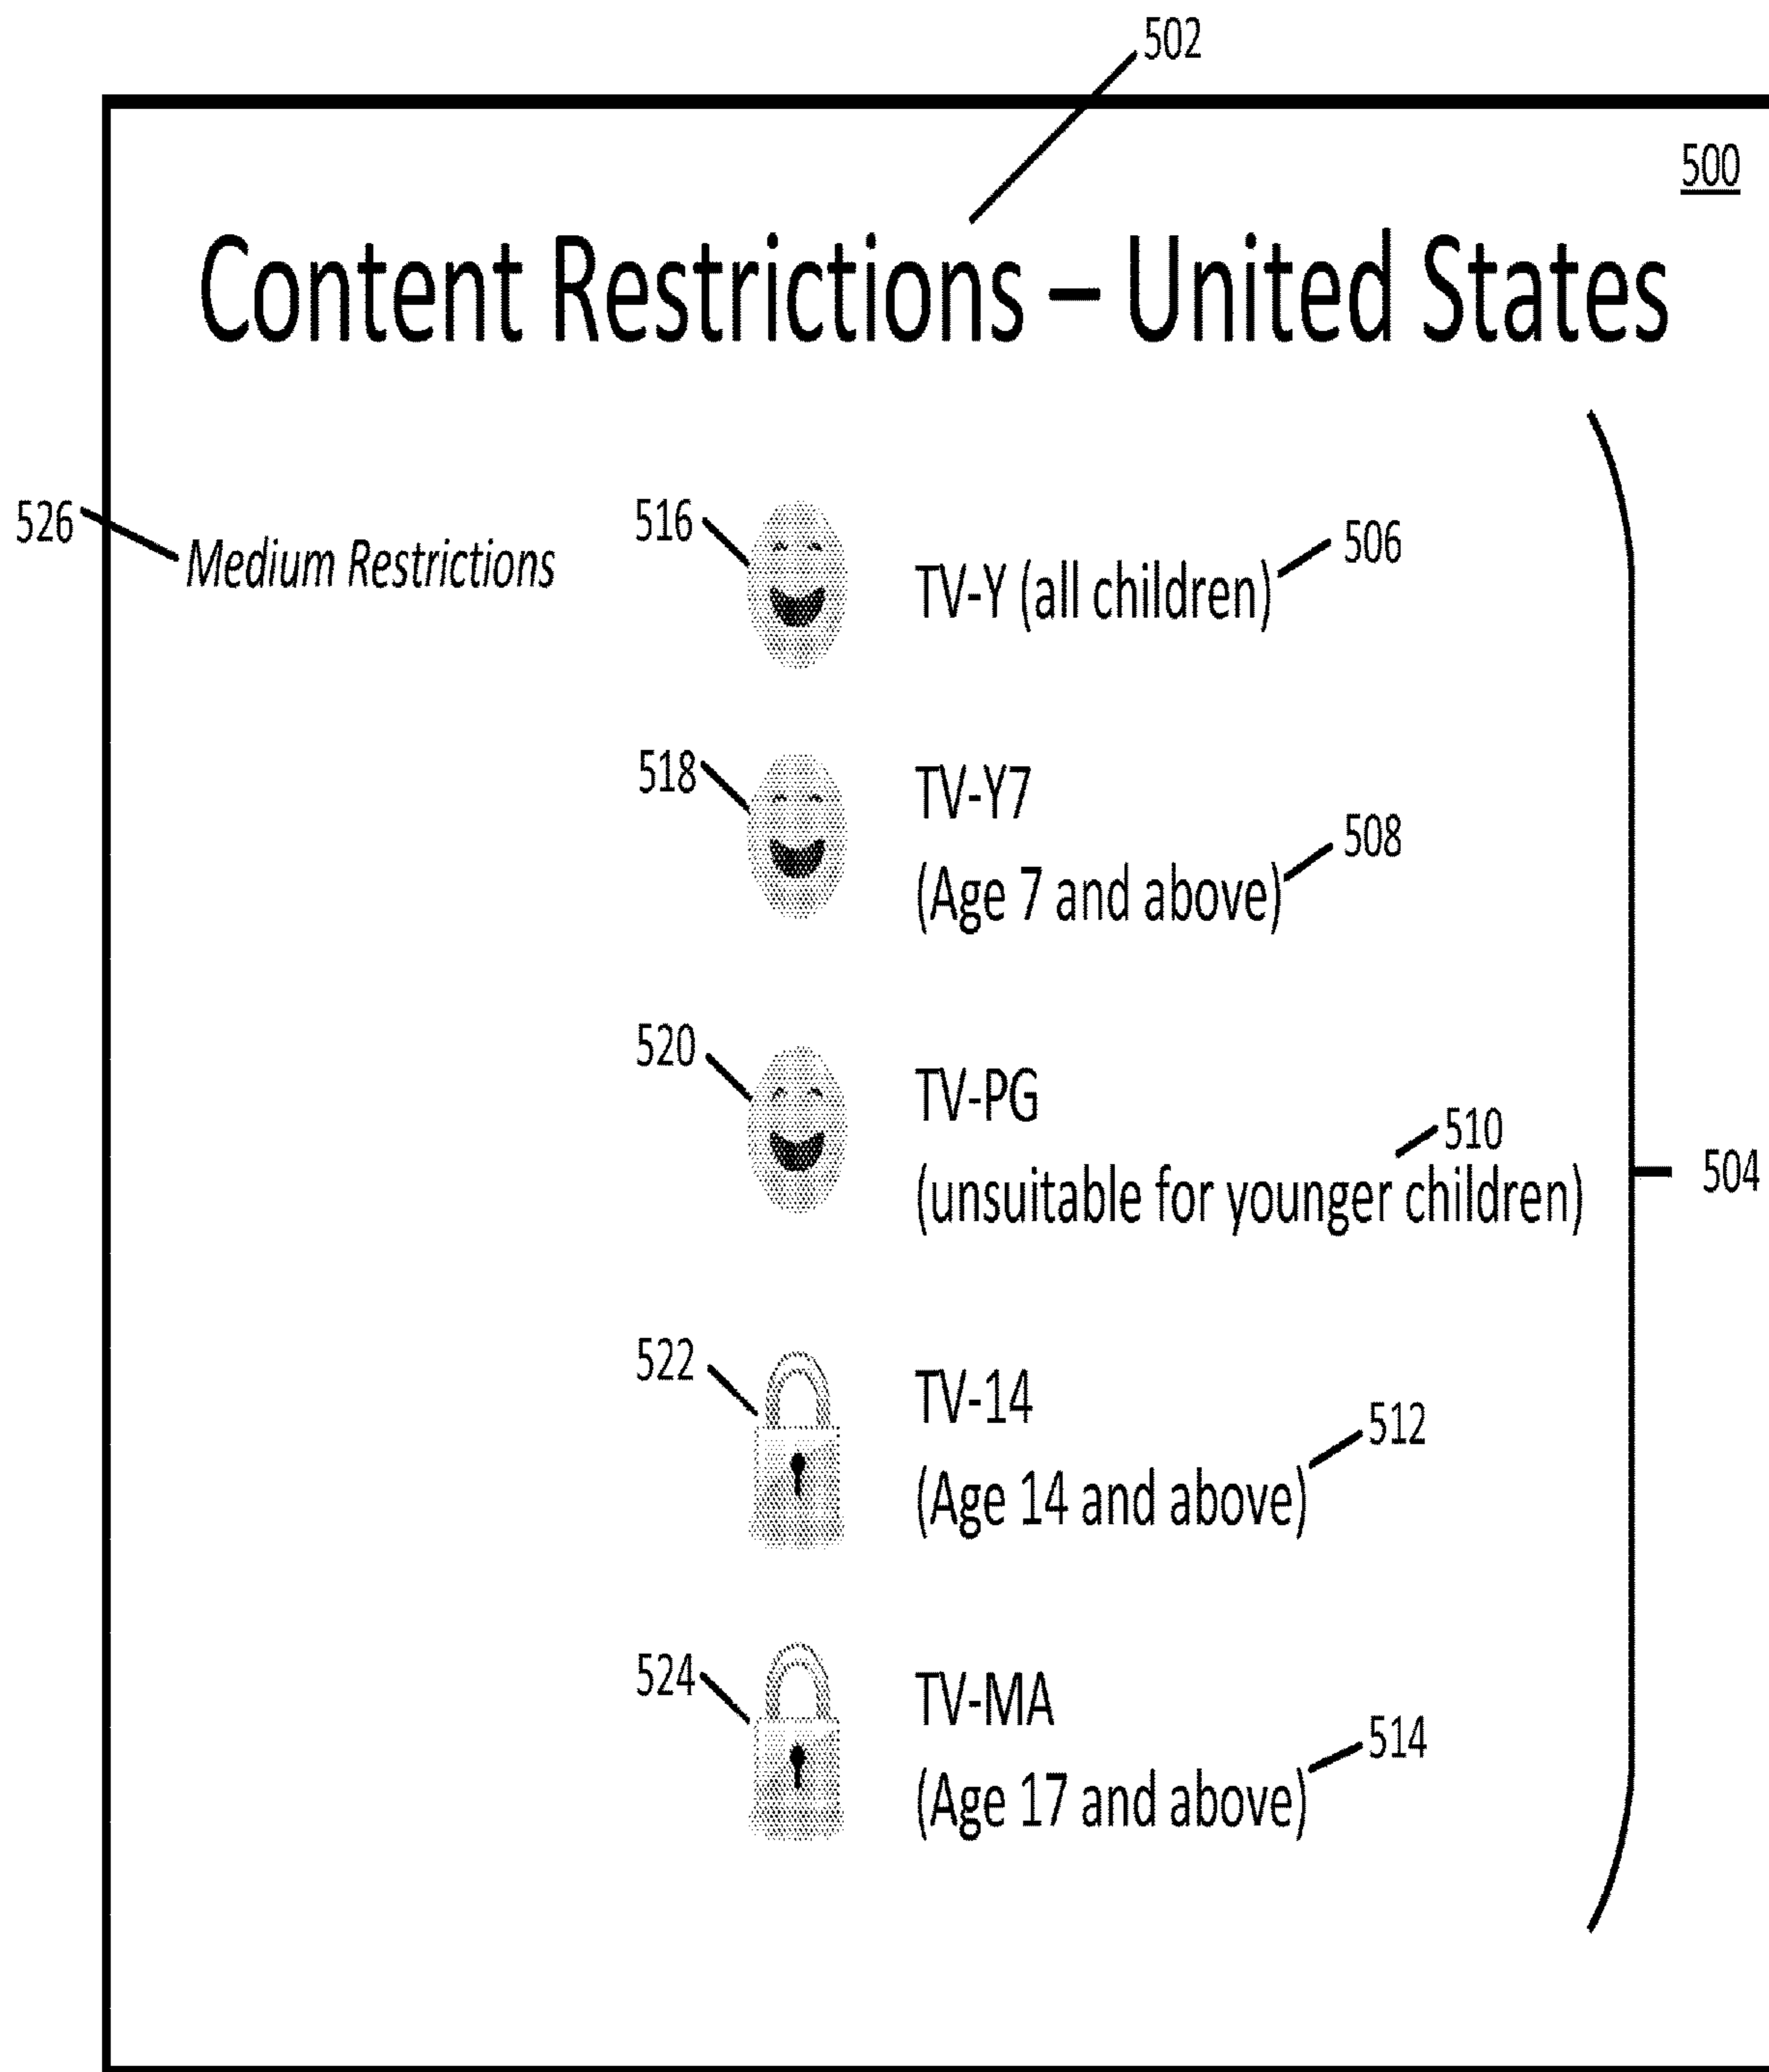 502
500
Content Restrictions – United States
526
Medium Restrictions
516
TV-Y (all children)
506
518
TV-Y7
(Age 7 and above)
508
520
TV-PG
(unsuitable for younger children)
510
504
522
TV-14
(Age 14 and above)
512
524
TV-MA
(Age 17 and above)
514